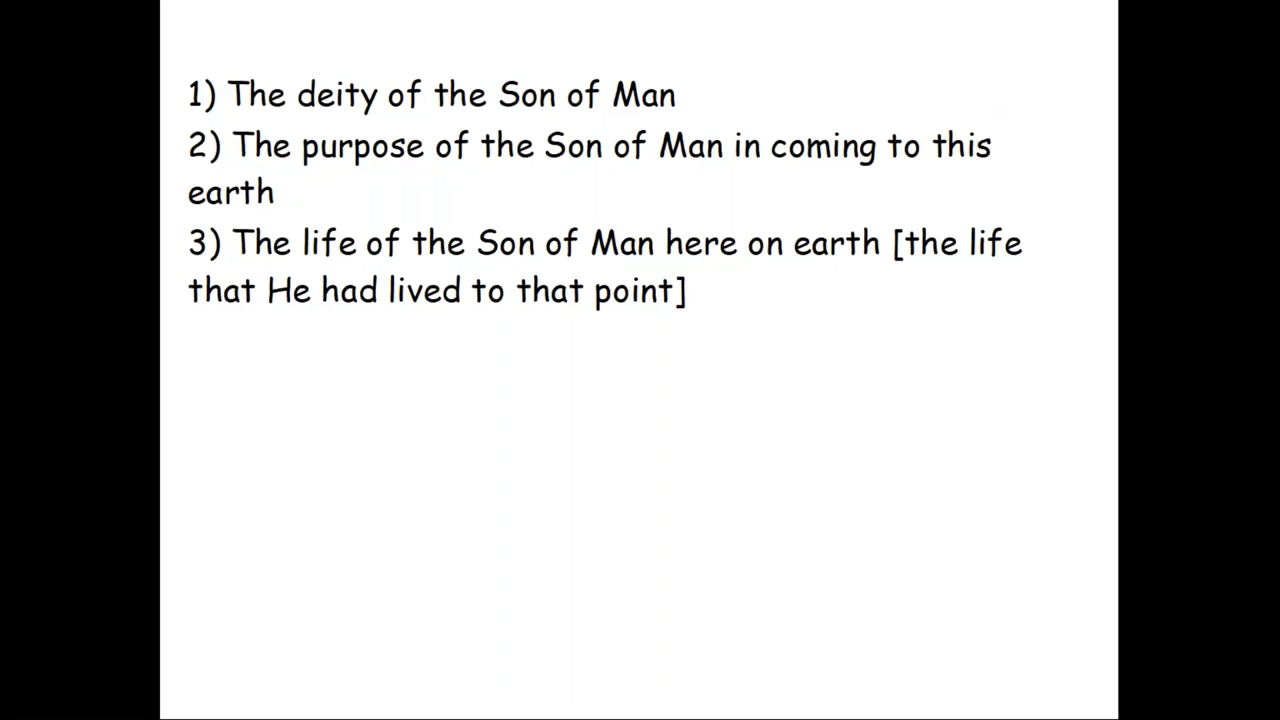 1) The deity of the Son of Man
2) The purpose of the Son of Man in coming to this
earth
3) The life of the Son of Man here on earth [the life
that He had lived to that point]